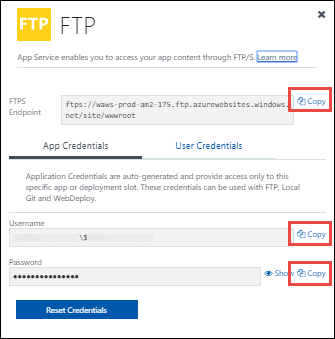 FTP FTP
App Service enables you to access your app content through FTP/S. Learn more
FTPS
Endpoint
ftps://waws-prod-am2-175.ftp.azurewebsites.windows.
net/site/wwwroot
Copy
App Credentials User Credentials
Application Credentials are auto-generated and provide access only to this
specific app or deployment slot. These credentials can be used with FTP, Local
Git and WebDeploy.
Username
\$
Copy
Password
••••••••••••••• Show Copy
Reset Credentials